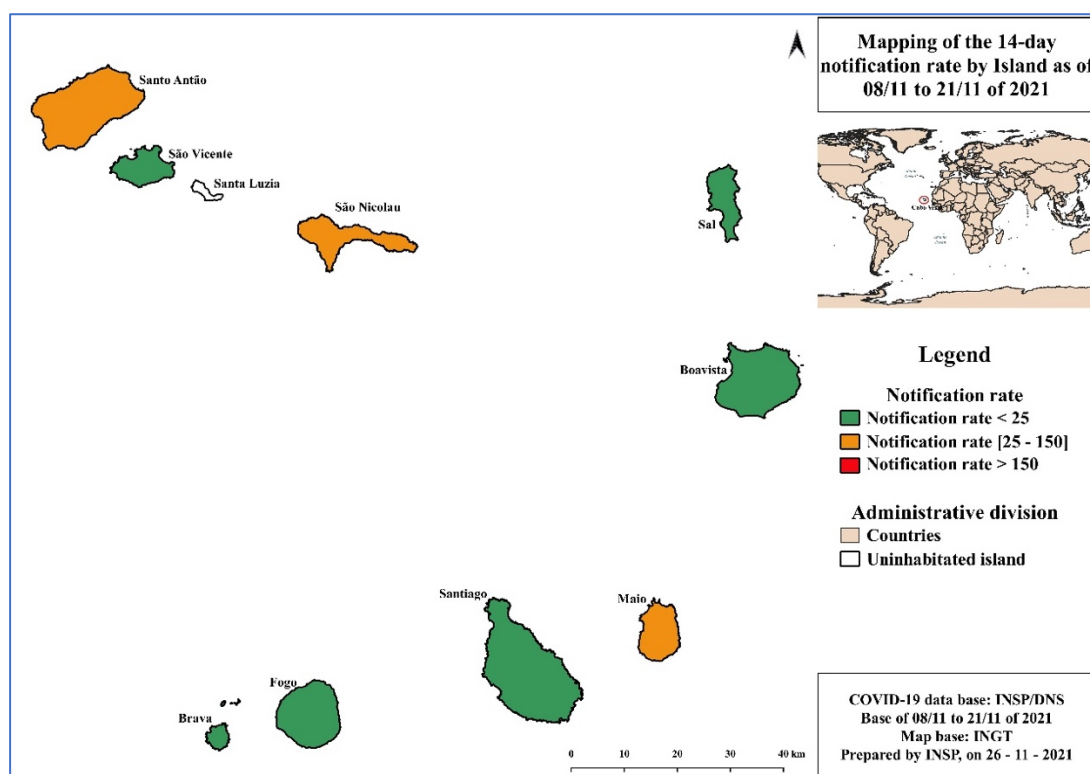 Mapping of the 14-day
notification rate by Island as of
08/11 to 21/11 of 2021
Santo Antão
São Vicente
Santa Luzia
São Nicolau
Sal
Boavista
Legend
Notification rate
Notification rate < 25
Notification rate [25 - 150]
Notification rate > 150
Administrative division
Countries
Uninhabitated island
Santiago
Maio
Fogo
Brava
0 10 20 30 40 km
COVID-19 data base: INSP/DNS
Base of 08/11 to 21/11 of 2021
Map base: INGT
Prepared by INSP, on 26 - 11 - 2021